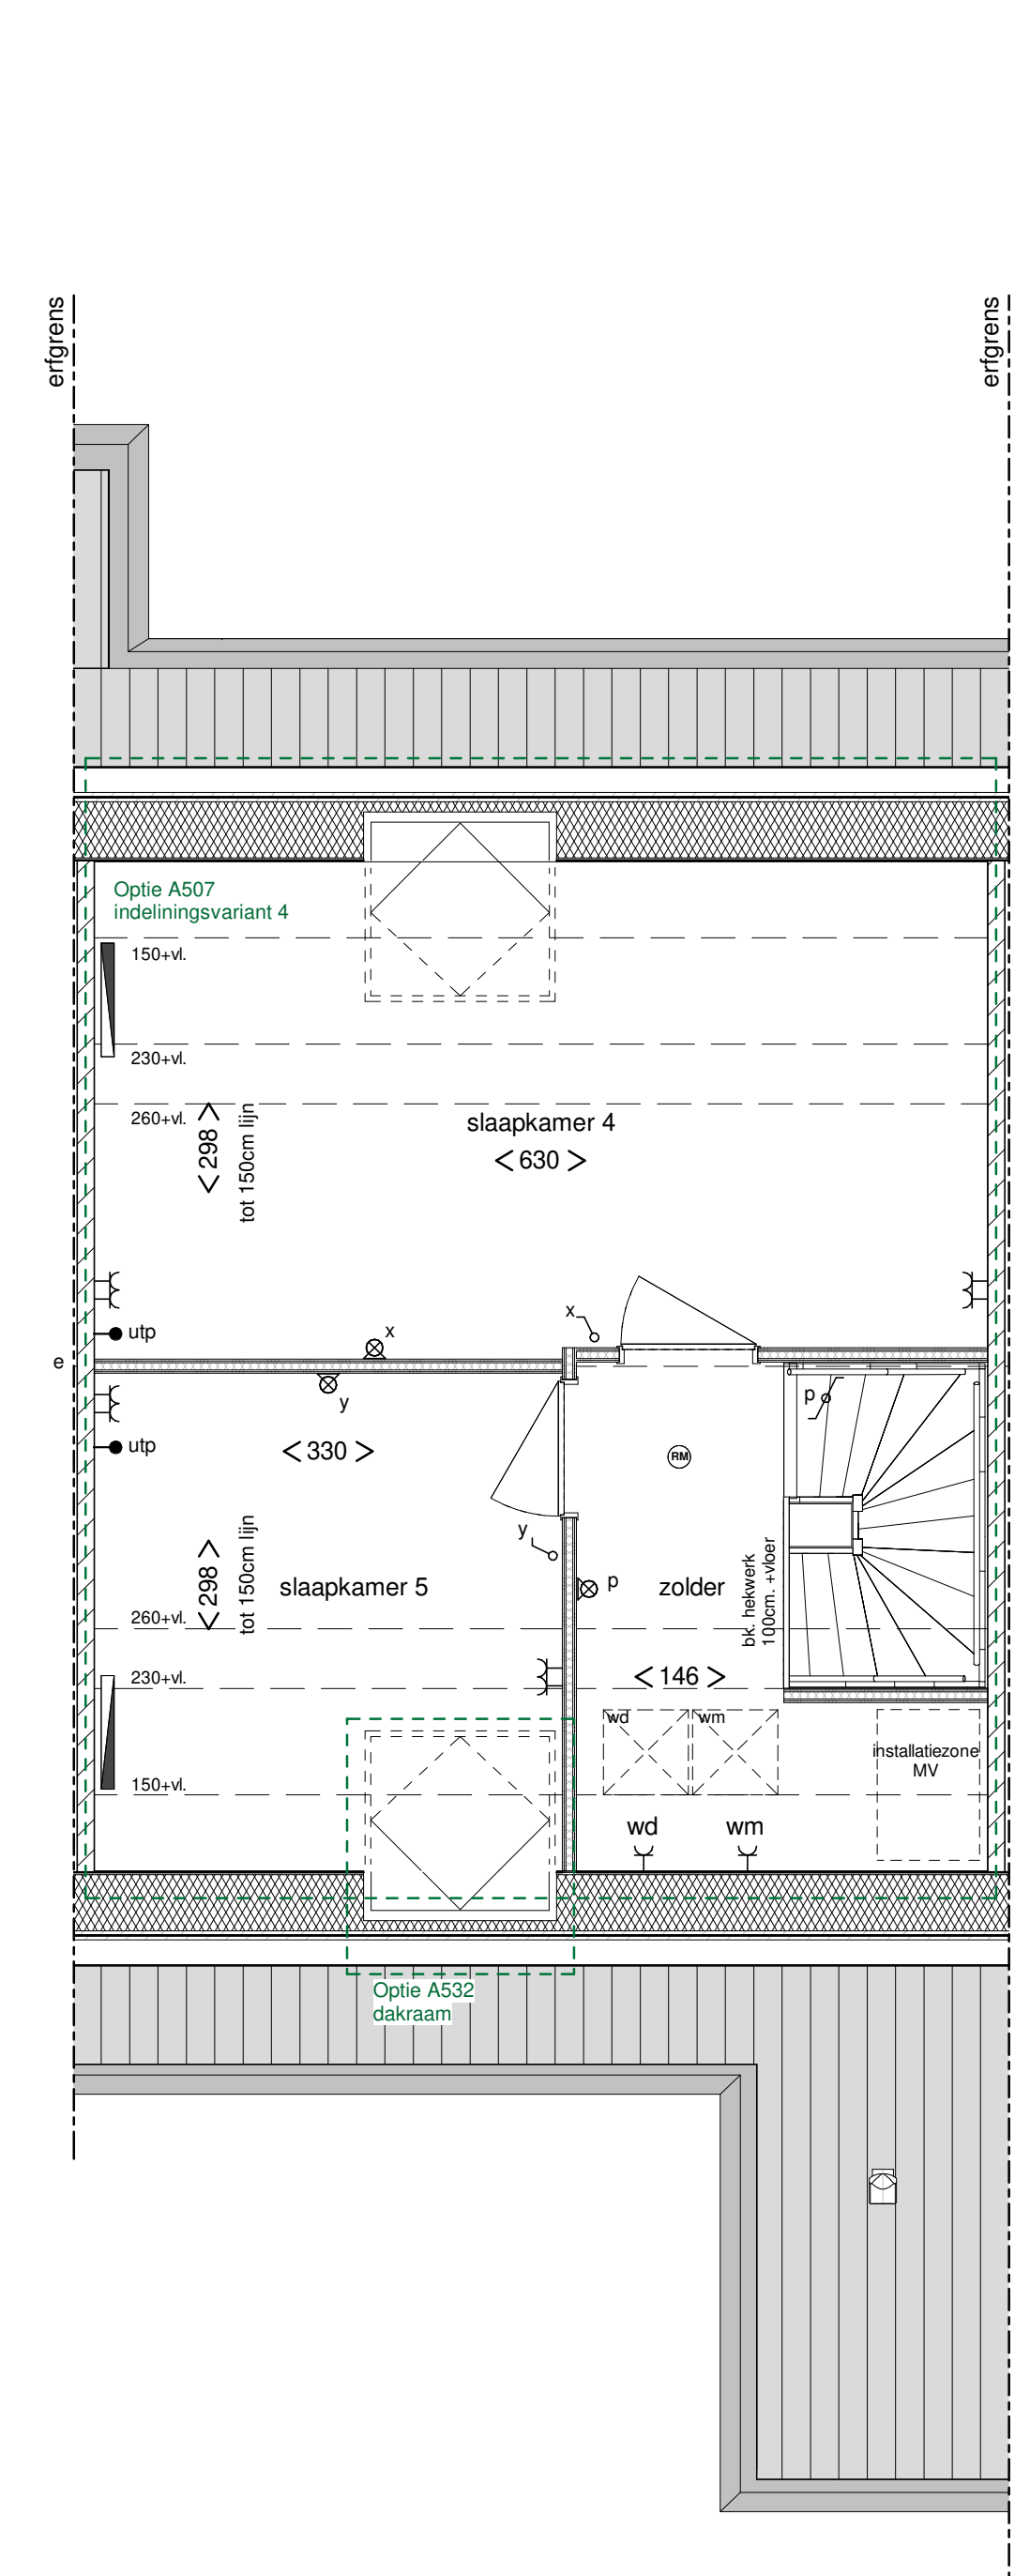 erfgrens
erfgrens
Optie A507
indeliningsvariant 4
150+vl.
230+vl.
260+vl.
<298>
tot 150cm lijn
slaapkamer 4
<630>
x
utp
x
e
y
p
utp
<330>
RM
y
<298>
tot 150cm lijn
slaapkamer 5
p
zolder
bk. hekwerk
100cm. +vloer
260+vl.
230+vl.
<146>
wd
wm
installatiezone
MV
150+vl.
wd
wm
Optie A532
dakraam